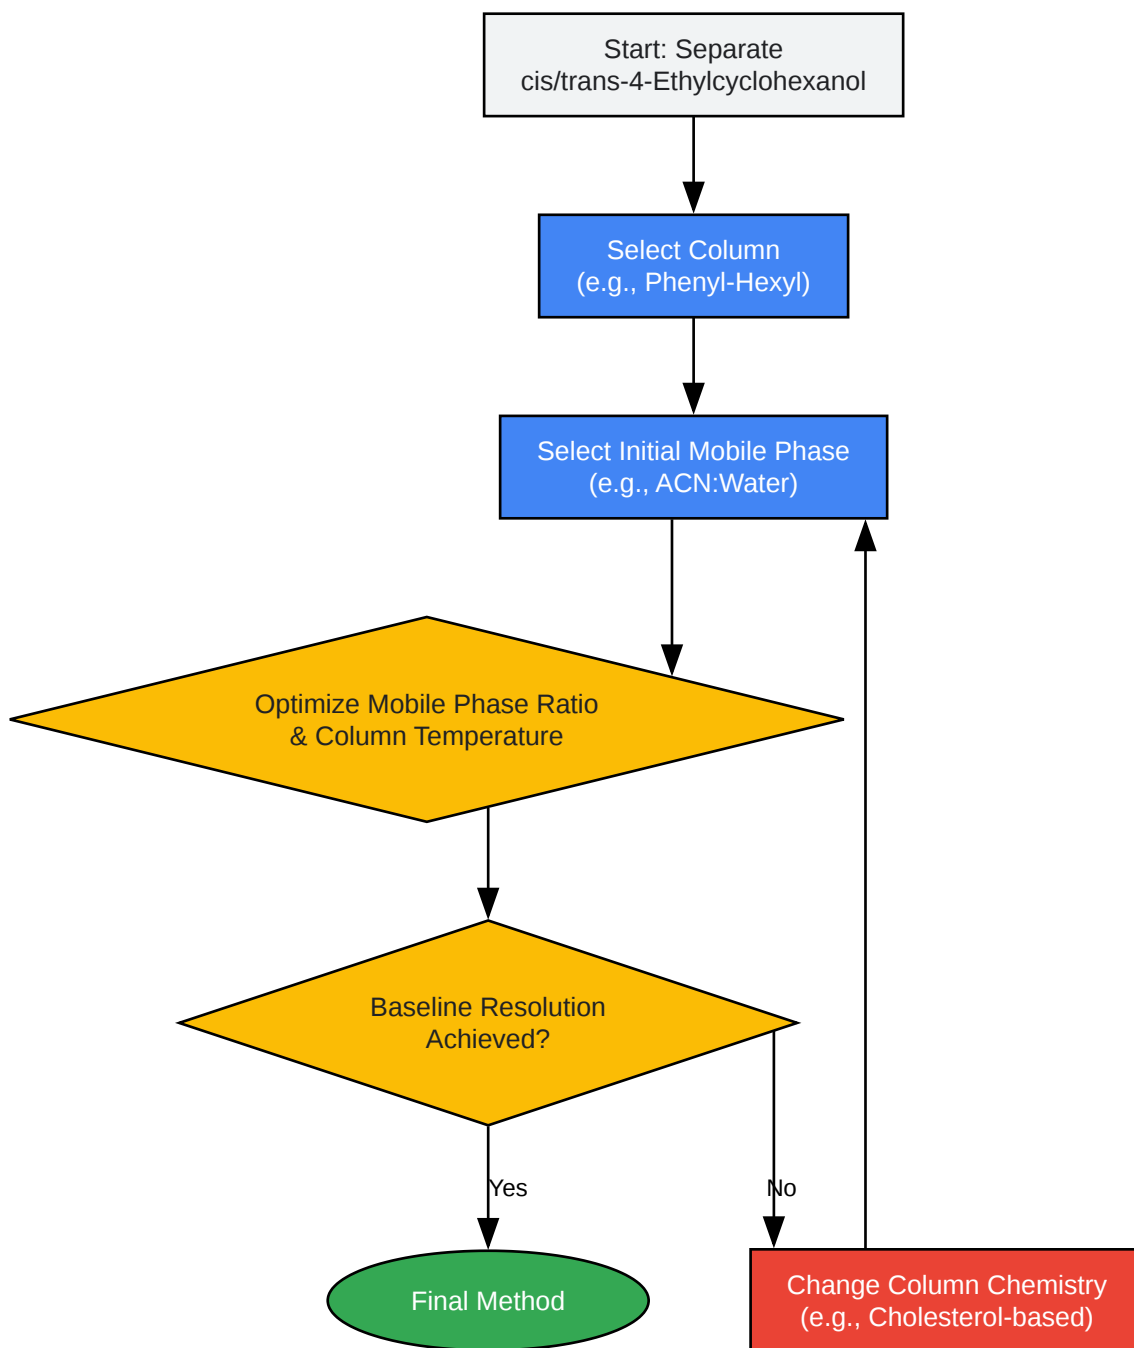 Start: Separate
cis/trans-4-Ethylcyclohexanol
Select Column
(e.g., Phenyl-Hexyl)
Select Initial Mobile Phase
(e.g., ACN:Water)
Optimize Mobile Phase Ratio
& Column Temperature
Baseline Resolution
Achieved?
Yes
No
Final Method
Change Column Chemistry
(e.g., Cholesterol-based)